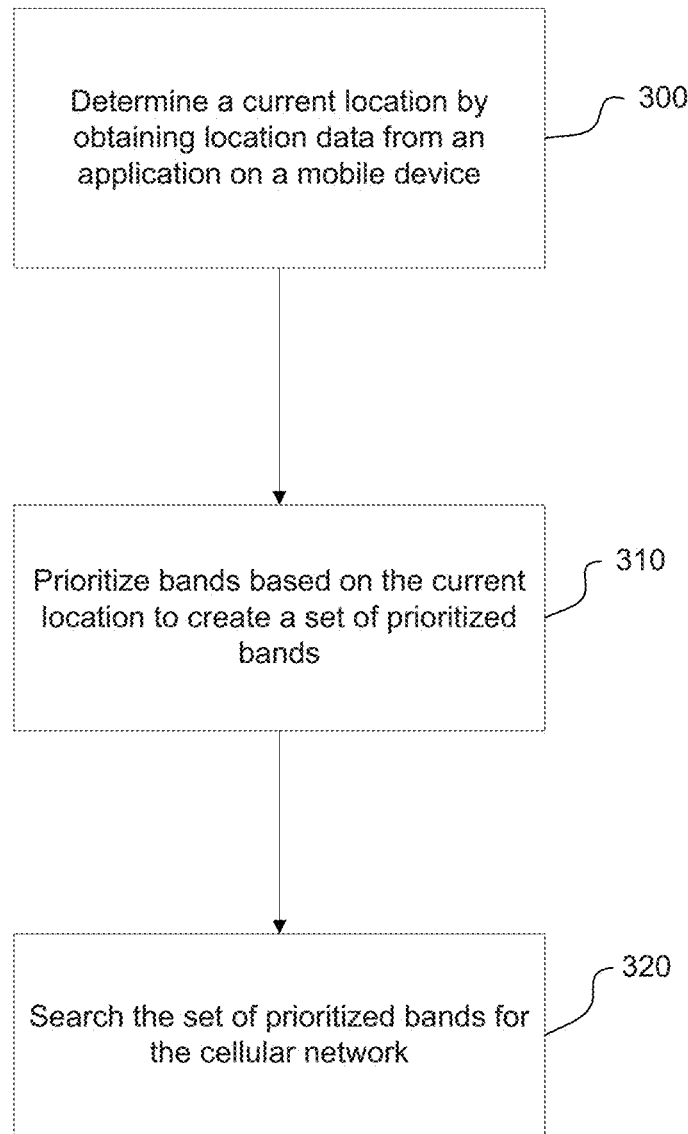 Determine a current location by
obtaining location data from an
application on a mobile device
300
Prioritize bands based on the current
location to create a set of prioritized
bands
310
Search the set of prioritized bands for
the cellular network
320